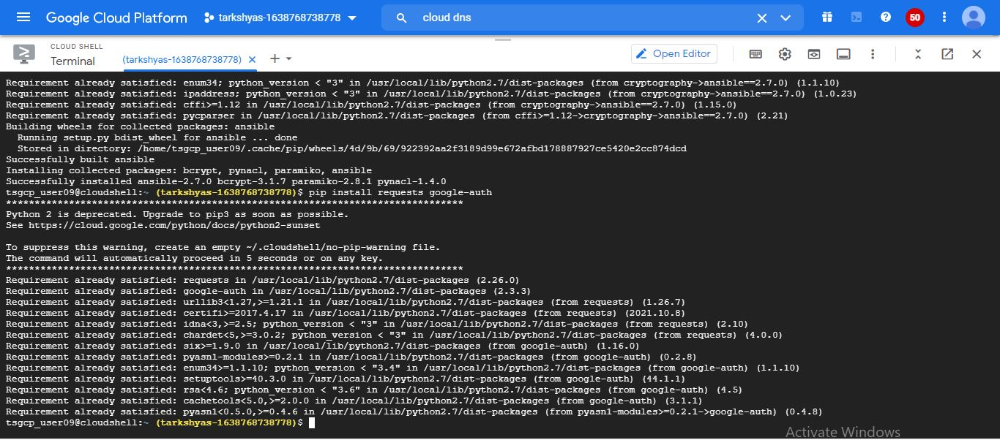 Google Cloud Platform
tarkshyas-1638768738778
cloud dns
50
CLOUD SHELL
Terminal
(tarkshyas-1638768738778)
Open Editor
Requirement already satisfied: enum34; python_version < "3" in /usr/local/lib/python2.7/dist-packages (from cryptography->ansible==2.7.0) (1.1.10)
Requirement already satisfied: ipaddress; python_version < "3" in /usr/local/lib/python2.7/dist-packages (from cryptography->ansible==2.7.0) (1.0.23)
Requirement already satisfied: cffi>=1.12 in /usr/local/lib/python2.7/dist-packages (from cryptography->ansible==2.7.0) (1.15.0)
Requirement already satisfied: pycparser in /usr/local/lib/python2.7/dist-packages (from cffi>=1.12->cryptography->ansible==2.7.0) (2.21)
Building wheels for collected packages: ansible
  Running setup.py bdist_wheel for ansible ... done
  Stored in directory: /home/tsgcp_user09/.cache/pip/wheels/4d/9b/69/922392aa2f3189d99e672afbd178887927ce5420e2cc874dcd
Successfully built ansible
Installing collected packages: bcrypt, pynacl, paramiko, ansible
Successfully installed ansible-2.7.0 bcrypt-3.1.7 paramiko-2.8.1 pynacl-1.4.0
tsgcp_user09@cloudshell:~ (tarkshyas-1638768738778)$ pip install requests google-auth
********************************************************************************
Python 2 is deprecated. Upgrade to pip3 as soon as possible.
See https://cloud.google.com/python/docs/python2-sunset
To suppress this warning, create an empty ~/.cloudshell/no-pip-warning file.
The command will automatically proceed in 5 seconds or on any key.
********************************************************************************
Requirement already satisfied: requests in /usr/local/lib/python2.7/dist-packages (2.26.0)
Requirement already satisfied: google-auth in /usr/local/lib/python2.7/dist-packages (2.3.3)
Requirement already satisfied: urllib3<1.27,>=1.21.1 in /usr/local/lib/python2.7/dist-packages (from requests) (1.26.7)
Requirement already satisfied: certifi>=2017.4.17 in /usr/local/lib/python2.7/dist-packages (from requests) (2021.10.8)
Requirement already satisfied: idna<3,>=2.5; python_version < "3" in /usr/local/lib/python2.7/dist-packages (from requests) (2.10)
Requirement already satisfied: chardet<5,>=3.0.2; python_version < "3" in /usr/local/lib/python2.7/dist-packages (from requests) (4.0.0)
Requirement already satisfied: six>=1.9.0 in /usr/local/lib/python2.7/dist-packages (from google-auth) (1.16.0)
Requirement already satisfied: pyasn1-modules>=0.2.1 in /usr/local/lib/python2.7/dist-packages (from google-auth) (0.2.8)
Requirement already satisfied: enum34>=1.1.10; python_version < "3.4" in /usr/local/lib/python2.7/dist-packages (from google-auth) (1.1.10)
Requirement already satisfied: setuptools>=40.3.0 in /usr/local/lib/python2.7/dist-packages (from google-auth) (44.1.1)
Requirement already satisfied: rsa<4.6; python_version < "3.6" in /usr/local/lib/python2.7/dist-packages (from google-auth) (4.5)
Requirement already satisfied: cachetools<5.0,>=2.0.0 in /usr/local/lib/python2.7/dist-packages (from google-auth) (3.1.1)
Requirement already satisfied: pyasn1<0.5.0,>=0.4.6 in /usr/local/lib/python2.7/dist-packages (from pyasn1-modules>=0.2.1->google-auth) (0.4.8)
tsgcp_user09@cloudshell:~ (tarkshyas-1638768738778)$
Activate Windows